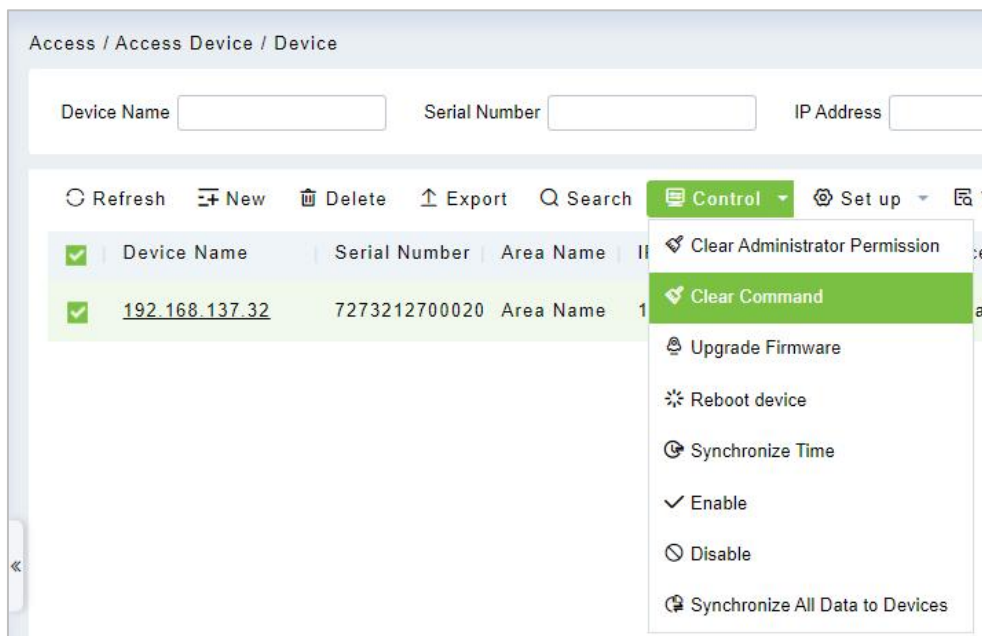 Access / Access Device / Device
Device Name Serial Number IP Address
Refresh New Delete Export Search Control Set up
Device Name Serial Number Area Name
192.168.137.32 7273212700020 Area Name 1
Clear Administrator Permission
Clear Command
Upgrade Firmware
Reboot device
Synchronize Time
Enable
Disable
Synchronize All Data to Devices